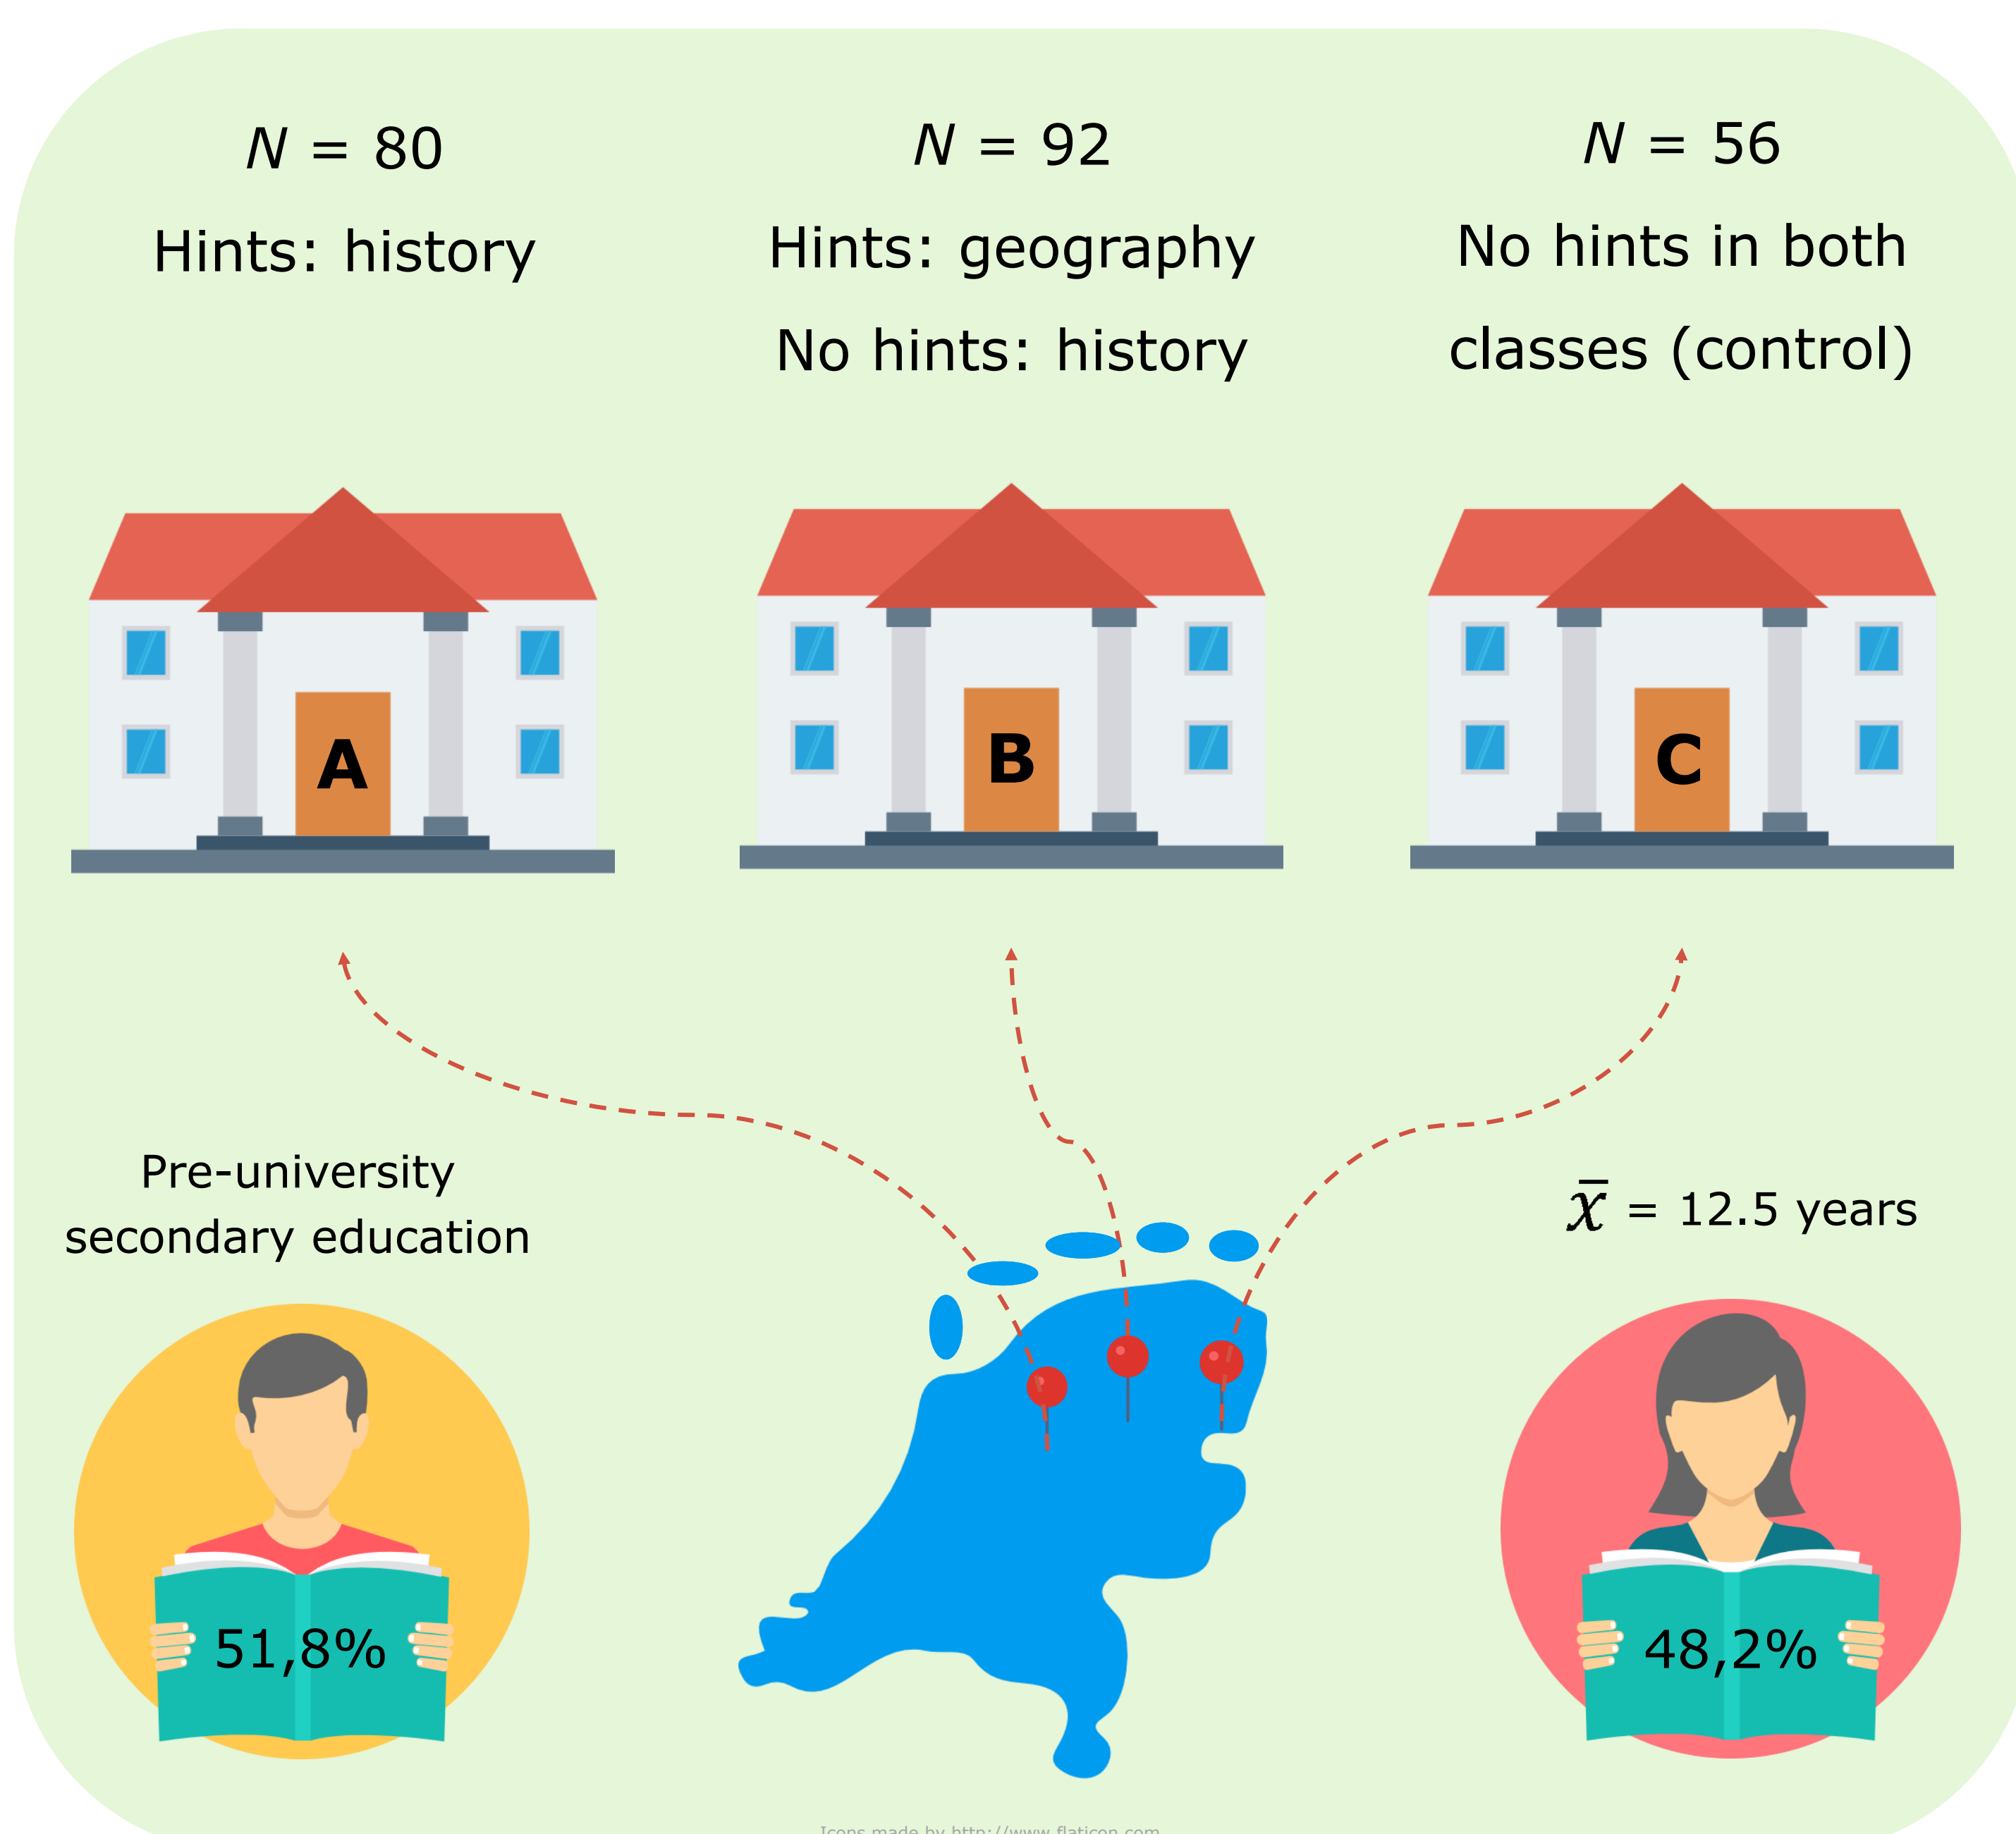 N = 80
Hints: history
N = 92
Hints: geography
No hints: history
N = 56
No hints in both
classes (control)
A
B
C
Pre-university
secondary education
x̄ = 12.5 years
51,8%
48,2%
Icons made by http://www.flaticon.com